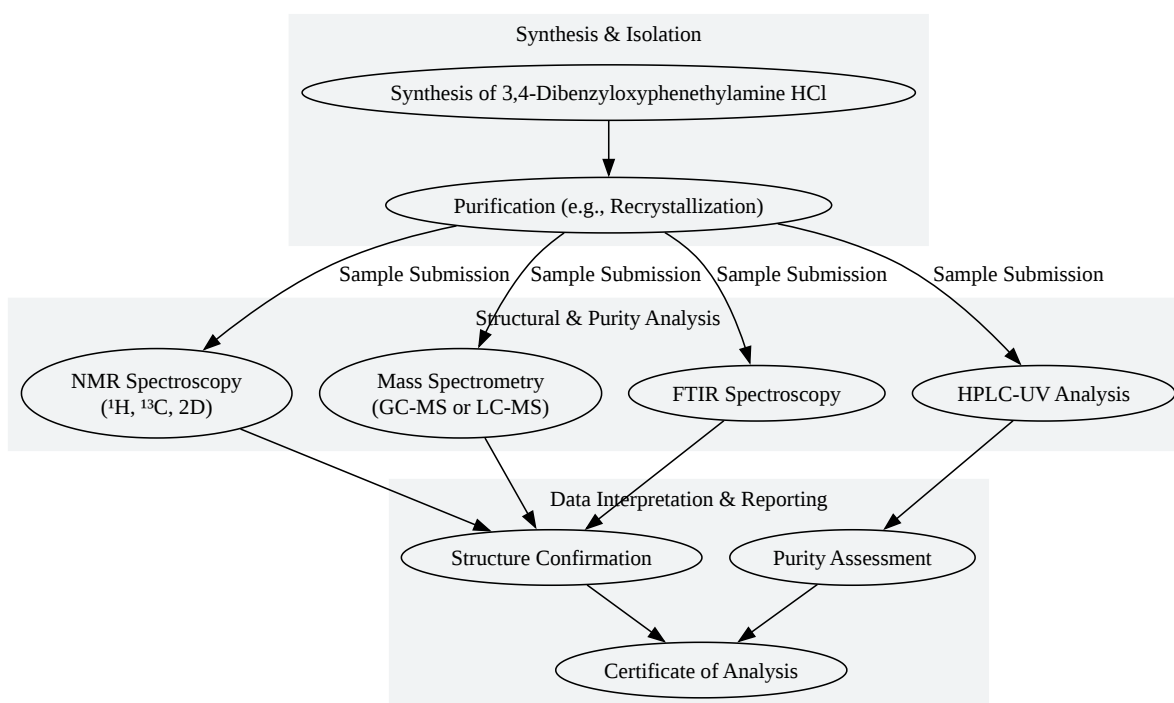 Synthesis & Isolation
Synthesis of 3,4-Dibenzyloxyphenethylamine HCl
Purification (e.g., Recrystallization)
Sample Submission
Sample Submission
Sample Submission
Sample Submission
Structural & Purity Analysis
NMR Spectroscopy
(¹H, ¹³C, 2D)
Mass Spectrometry
(GC-MS or LC-MS)
FTIR Spectroscopy
HPLC-UV Analysis
Data Interpretation & Reporting
Structure Confirmation
Purity Assessment
Certificate of Analysis